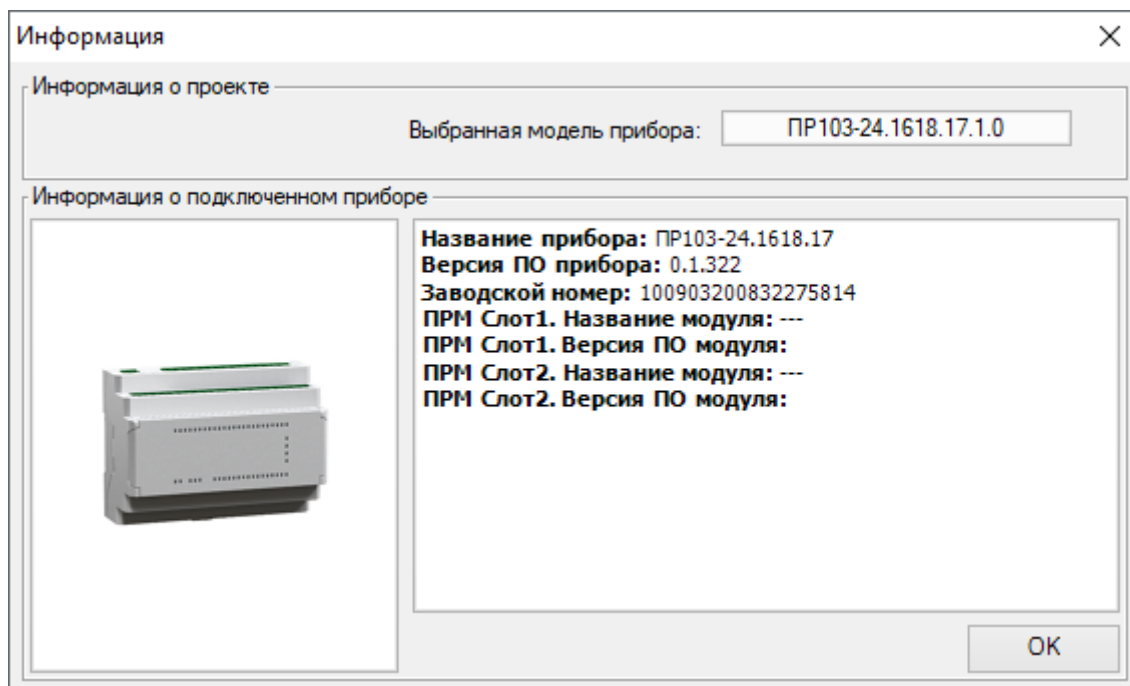 Информация
Информация о проекте
Выбранная модель прибора: ПР103-24.1618.17.1.0
Информация о подключенном приборе
Название прибора: ПР103-24.1618.17
Версия ПО прибора: 0.1.322
Заводской номер: 100903200832275814
ПРМ Слот1. Название модуля: ---
ПРМ Слот1. Версия ПО модуля:
ПРМ Слот2. Название модуля: ---
ПРМ Слот2. Версия ПО модуля:
OK